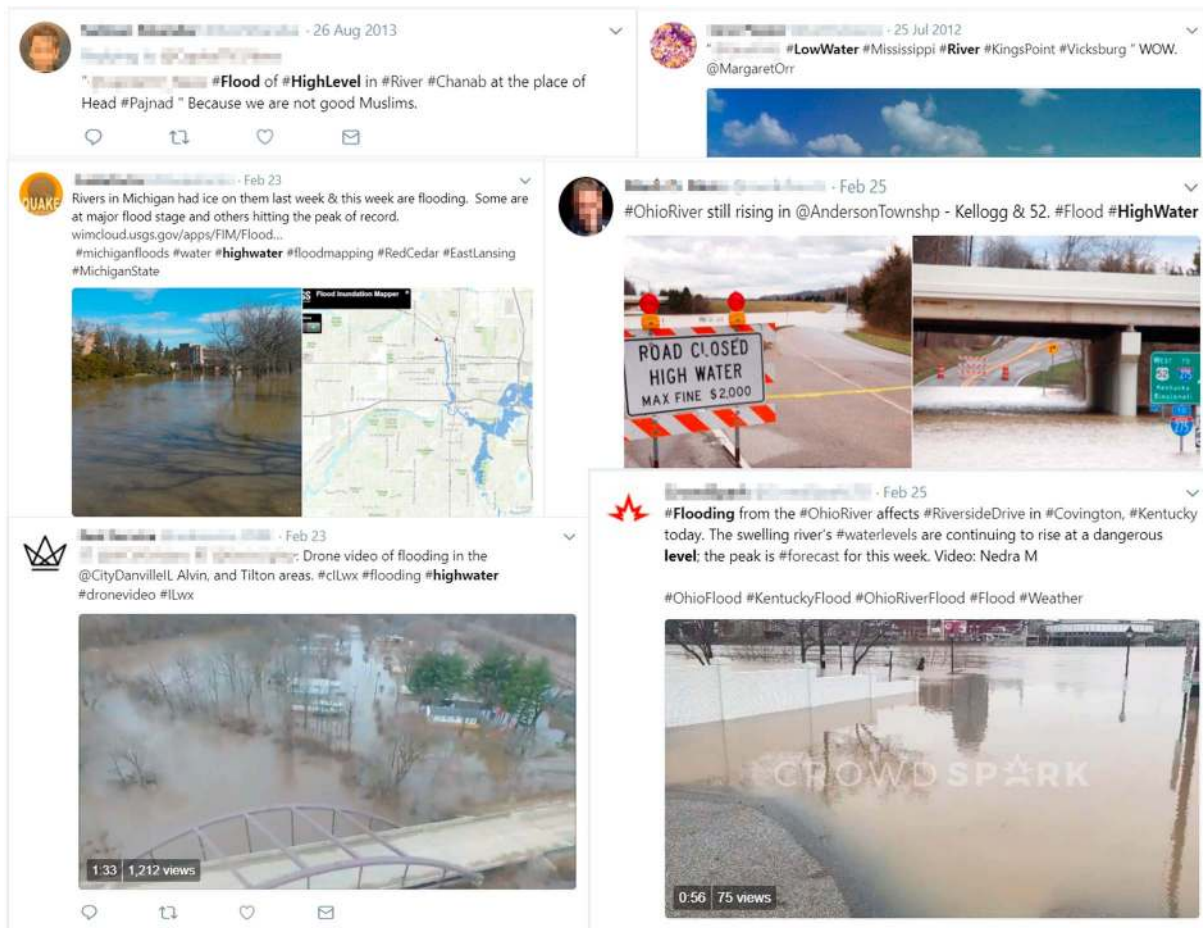 · 26 Aug 2013
"
#Flood of #HighLevel in #River #Chanab at the place of
Head #Pajnad " Because we are not good Muslims.
· 25 Jul 2012
" #LowWater #Mississippi #River #KingsPoint #Vicksburg " WOW.
@MargaretOrr
QUAKE
· Feb 23
Rivers in Michigan had ice on them last week & this week are flooding. Some are
at major flood stage and others hitting the peak of record.
wimcloud.usgs.gov/apps/FIM/Flood...
#michiganfloods #water #highwater #floodmapping #RedCedar #EastLansing
#MichiganState
Flood Inundation Mapper
· Feb 25
#OhioRiver still rising in @AndersonTownshp - Kellogg & 52. #Flood #HighWater
ROAD CLOSED
HIGH WATER
MAX FINE $2,000
WEST TO
52
275
Kentucky
275
· Feb 23
: Drone video of flooding in the
@CityDanvilleIL Alvin, and Tilton areas. #cILwx #flooding #highwater
#dronevideo #ILwx
1:33 1,212 views
· Feb 25
#Flooding from the #OhioRiver affects #RiversideDrive in #Covington, #Kentucky
today. The swelling river's #waterlevels are continuing to rise at a dangerous
level; the peak is #forecast for this week. Video: Nedra M
#OhioFlood #KentuckyFlood #OhioRiverFlood #Flood #Weather
CROWDSPARK
0:56 75 views